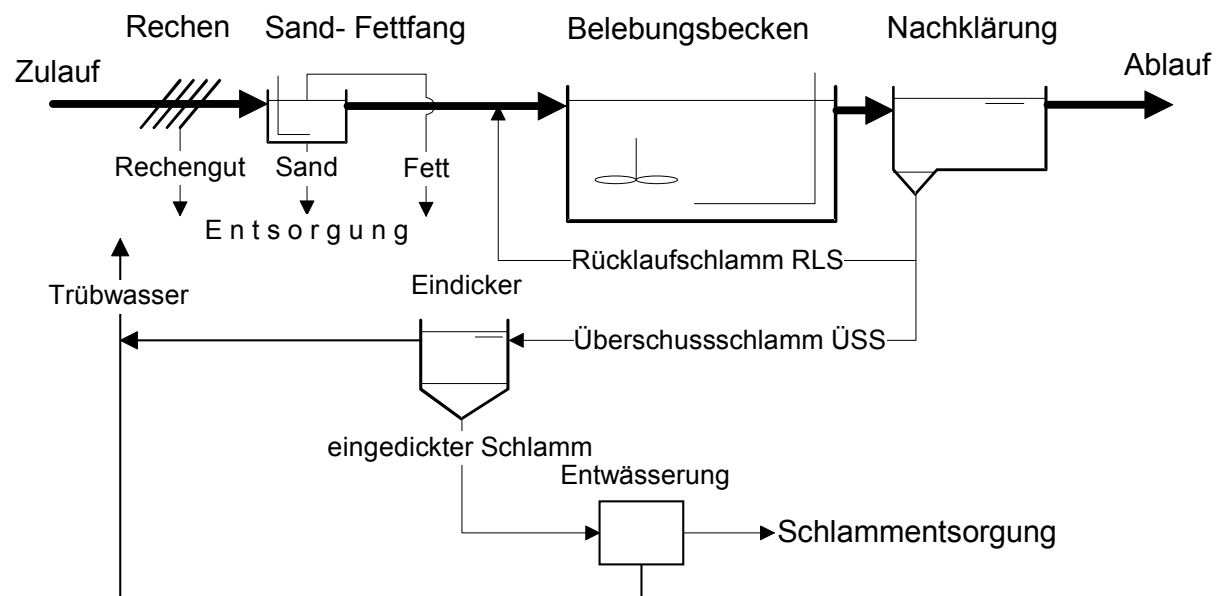 Rechen
Sand- Fettfang
Belebungsbecken
Nachklärung
Zulauf
Ablauf
Rechengut
Sand
Fett
Entsorgung
Rücklaufschlamm RLS
Trübwasser
Eindicker
Überschussschlamm ÜSS
eingedickter Schlamm
Entwässerung
Schlammentsorgung